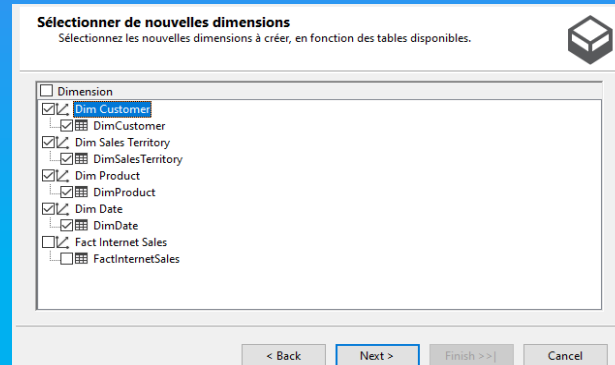 Sélectionner de nouvelles dimensions
Sélectionnez les nouvelles dimensions à créer, en fonction des tables disponibles.
Dimension
Dim Customer
DimCustomer
Dim Sales Territory
DimSalesTerritory
Dim Product
DimProduct
Dim Date
DimDate
Fact Internet Sales
FactInternetSales
< Back Next > Finish >>| Cancel